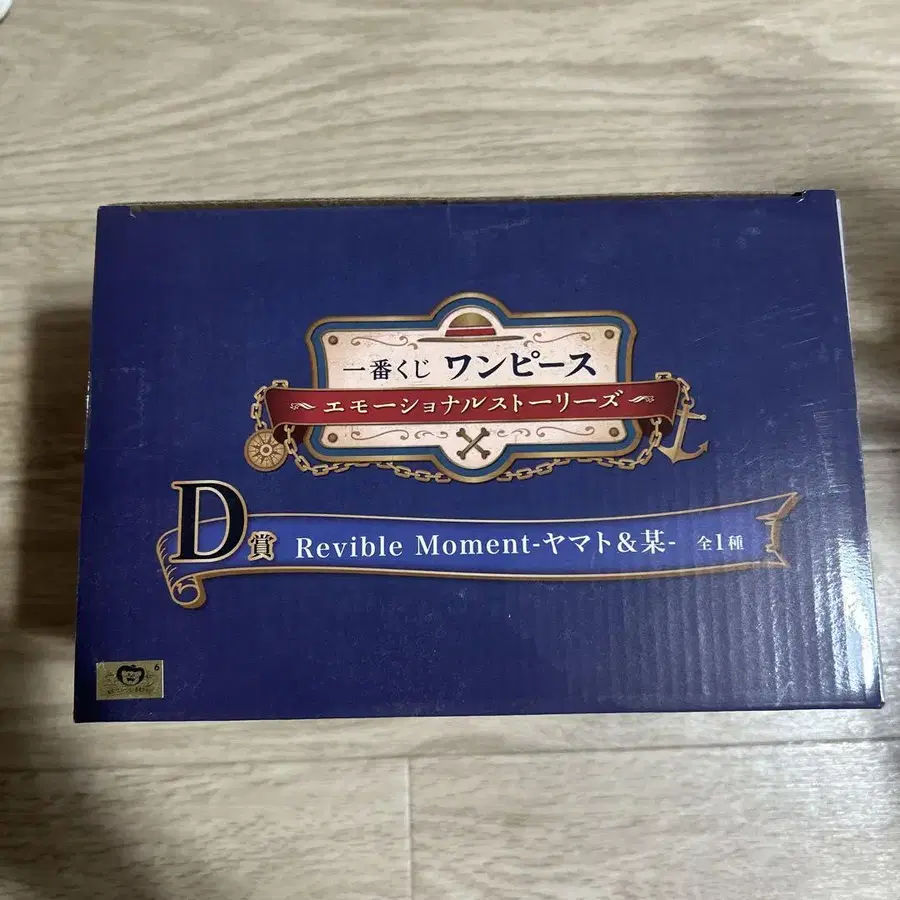 一番くじ ワンピース
エモーショナルストーリーズ
D賞 Revible Moment-ヤマト&某- 全1種
6